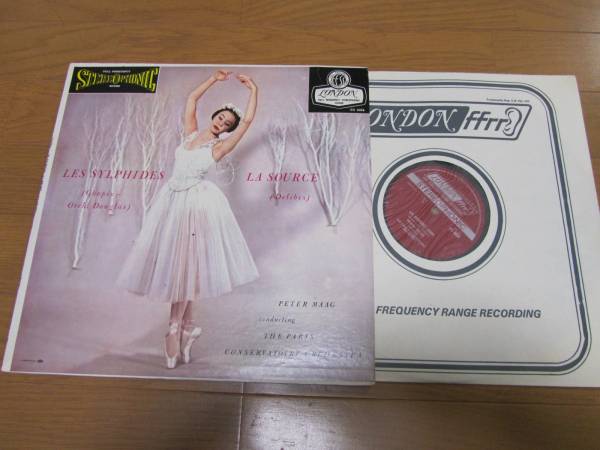 STEREOPHONIC
LONDON
LES SYLPHIDES
(Chopin -
Orch. Douglas)
LA SOURCE
(Delibes)
PETER MAAG
conducting
THE PARIS
CONSERVATOIRE ORCHESTRA
LONDON ffrr
FREQUENCY RANGE RECORDING